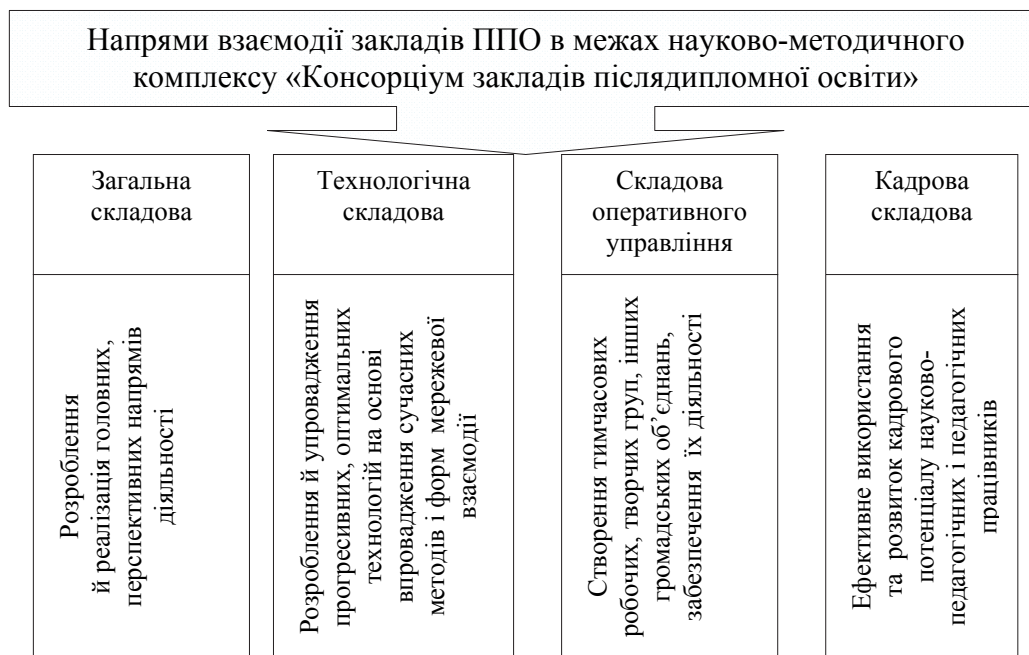 Напрями взаємодії закладів ППО в межах науково-методичного
комплексу «Консорціум закладів післядипломної освіти»
Загальна
складова
Технологічна
складова
Складова
оперативного
управління
Кадрова
складова
Розроблення
й реалізація головних,
перспективних напрямів
діяльності
Розроблення й упровадження
прогресивних, оптимальних
технологій на основі
впровадження сучасних
методів і форм мережевої
взаємодії
Створення тимчасових
робочих, творчих груп, інших
громадських об’єднань,
забезпечення їх діяльності
Ефективне використання
та розвиток кадрового
потенціалу науково-
педагогічних і педагогічних
працівників